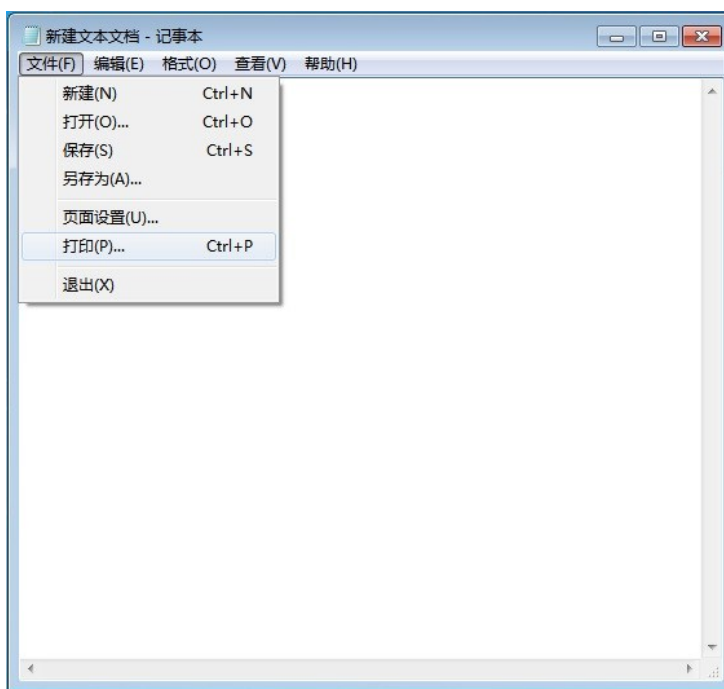 新建文本文档 - 记事本
文件(F) 编辑(E) 格式(O) 查看(V) 帮助(H)
新建(N) Ctrl+N
打开(O)... Ctrl+O
保存(S) Ctrl+S
另存为(A)...
页面设置(U)...
打印(P)... Ctrl+P
退出(X)